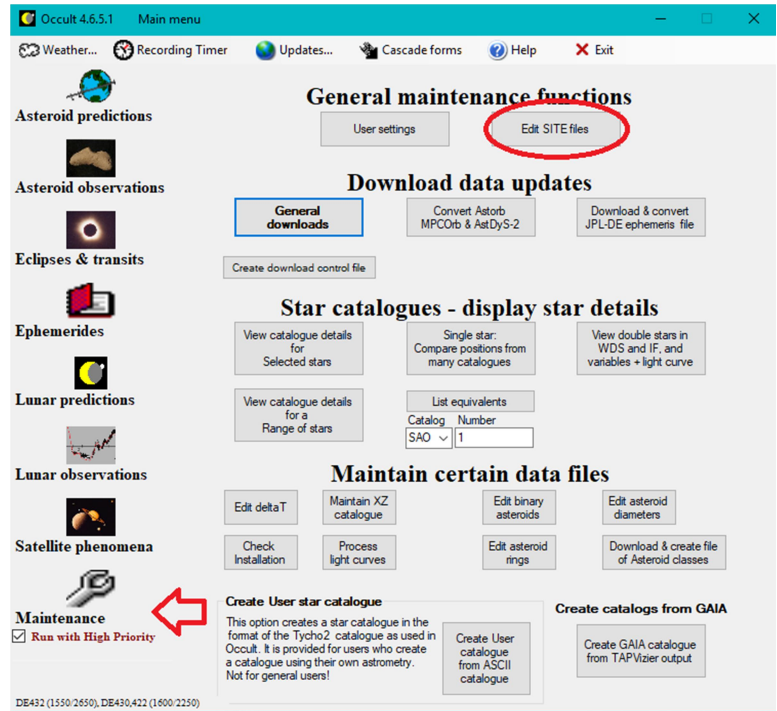 Occult 4.6.5.1 Main menu
Weather... Recording Timer Updates... Cascade forms Help Exit
Asteroid predictions
Asteroid observations
Eclipses & transits
Ephemerides
Lunar predictions
Lunar observations
Satellite phenomena
Maintenance
Run with High Priority
DE432 (1550/2650), DE430,422 (1600/2250)
General maintenance functions
User settings
Edit SITE files
Download data updates
General
downloads
Convert Astorb
MPCOrb & AstDyS-2
Download & convert
JPL-DE ephemeris file
Create download control file
Star catalogues - display star details
View catalogue details
for
Selected stars
Single star:
Compare positions from
many catalogues
View double stars in
WDS and IF, and
variables + light curve
View catalogue details
for a
Range of stars
List equivalents
Catalog Number
SAO 1
Maintain certain data files
Edit deltaT
Maintain XZ
catalogue
Edit binary
asteroids
Edit asteroid
diameters
Check
Installation
Process
light curves
Edit asteroid
rings
Download & create file
of Asteroid classes
Create User star catalogue
This option creates a star catalogue in the
format of the Tycho2 catalogue as used in
Occult. It is provided for users who create
a catalogue using their own astrometry.
Not for general users!
Create User
catalogue
from ASCII
catalogue
Create catalogs from GAIA
Create GAIA catalogue
from TAPVizier output